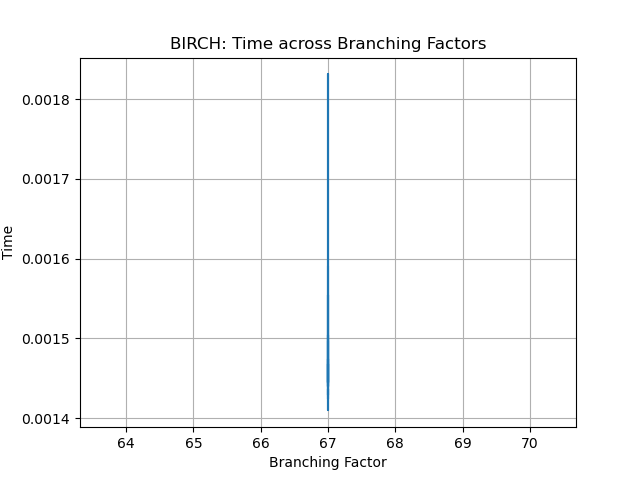 BIRCH: Time across Branching Factors
0.0018
0.0017
0.0016
0.0015
0.0014
Time
64 65 66 67 68 69 70
Branching Factor